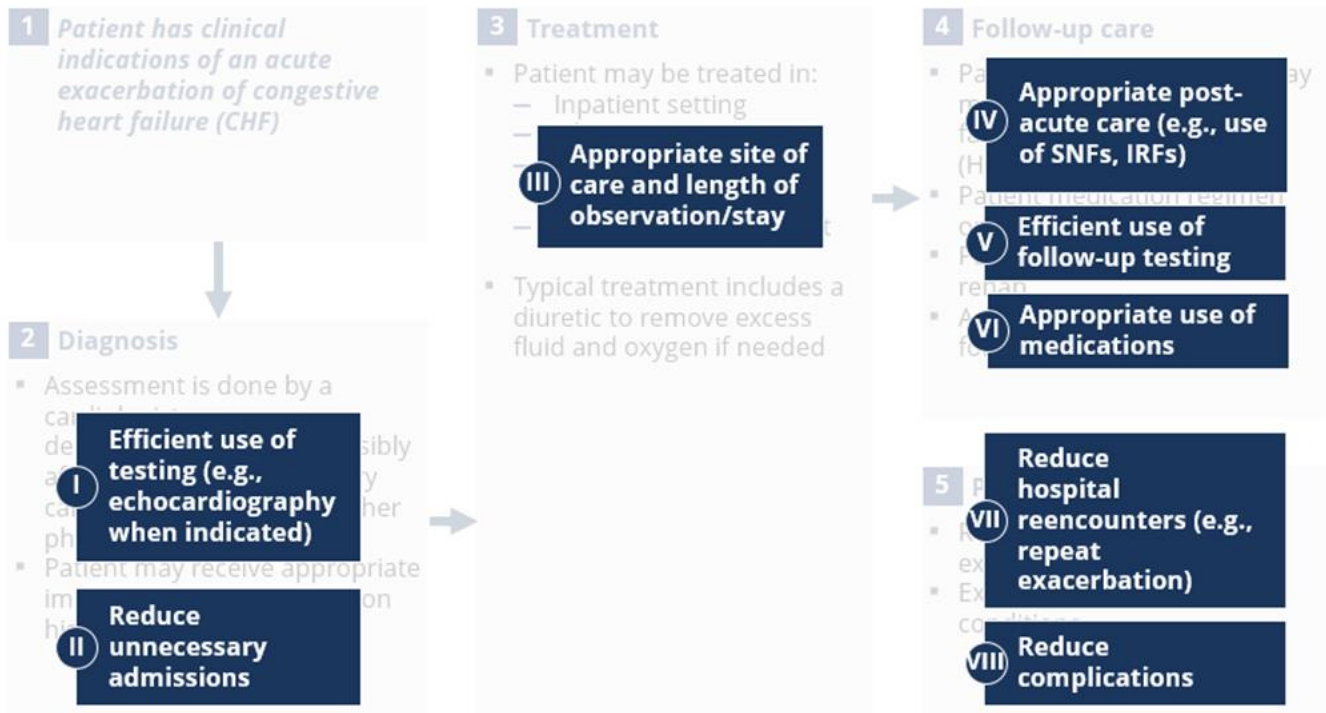 1 Patient has clinical
indications of an acute
exacerbation of congestive
heart failure (CHF)
2 Diagnosis
▪ Assessment is done by a
sibly
her
▪ Patient may receive appropriate
on
I Efficient use of
testing (e.g.,
echocardiography
when indicated)
II Reduce
unnecessary
admissions
3 Treatment
▪ Patient may be treated in:
– Inpatient setting
III Appropriate site of
care and length of
observation/stay
▪ Typical treatment includes a
diuretic to remove excess
fluid and oxygen if needed
4 Follow-up care
IV Appropriate post-
acute care (e.g., use
of SNFs, IRFs)
Patient medication regimen
V Efficient use of
follow-up testing
rehab
VI Appropriate use of
medications
5
VII Reduce
hospital
reencounters (e.g.,
repeat
exacerbation)
conditions
VIII Reduce
complications